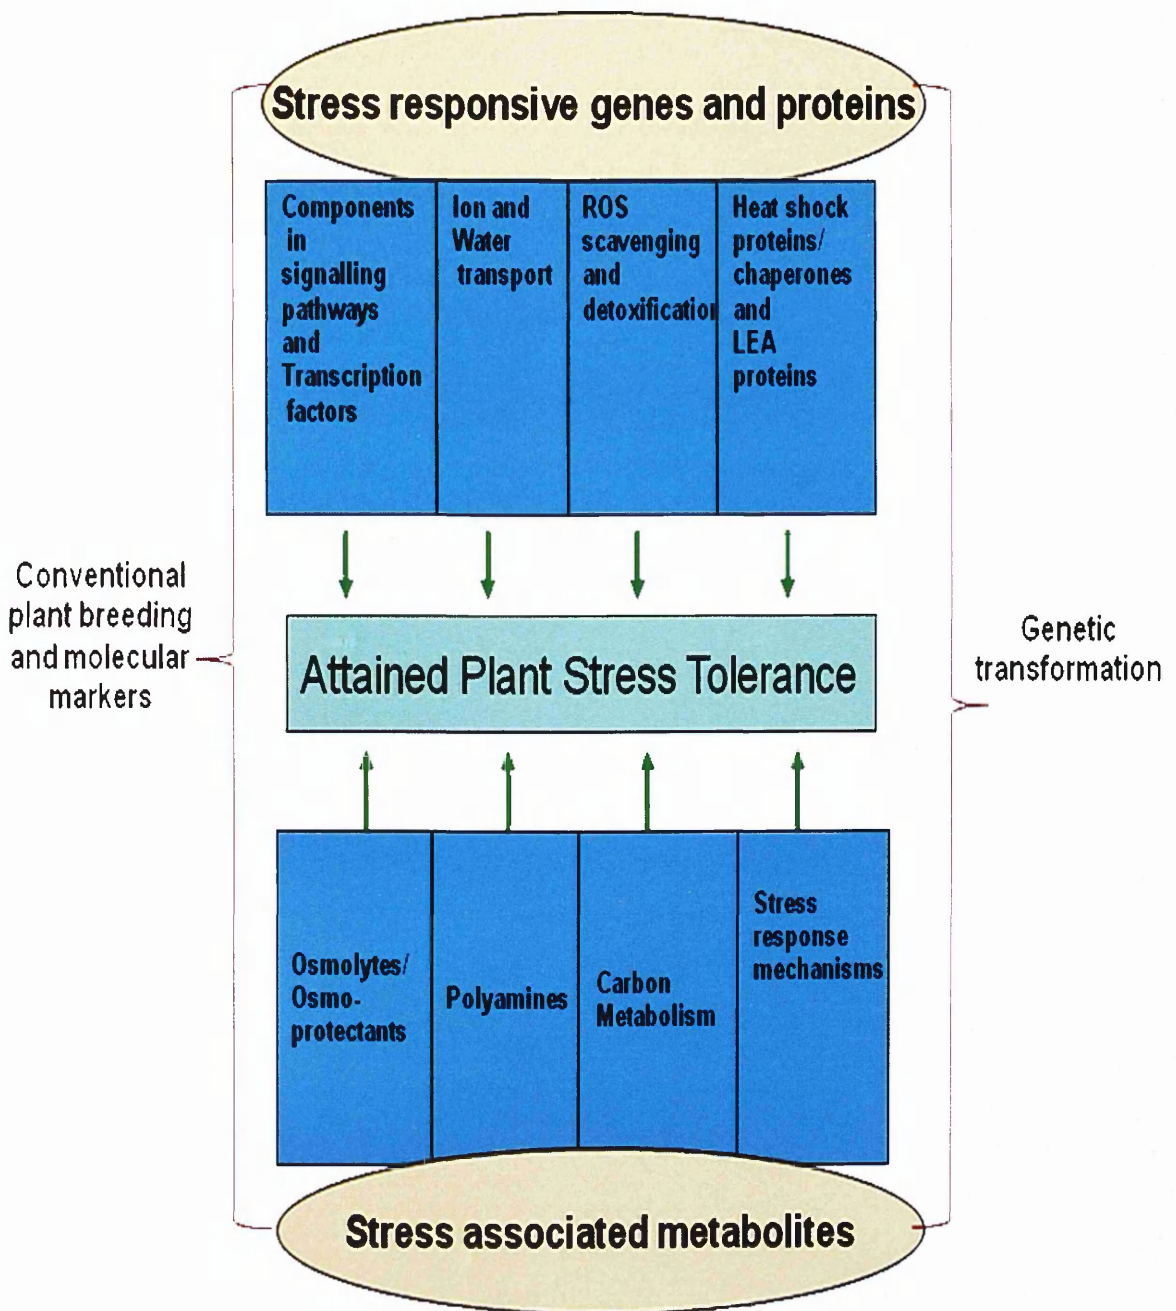 Stress responsive genes and proteins
Components
in
signalling
pathways
and
Transcription
factors
Ion and
Water
transport
ROS
scavenging
and
detoxification
Heat shock
proteins/
chaperones
and
LEA
proteins
Conventional
plant breeding
and molecular
markers
Attained Plant Stress Tolerance
Genetic
transformation
Osmolytes/
Osmo-
protectants
Polyamines
Carbon
Metabolism
Stress
response
mechanisms
Stress associated metabolites